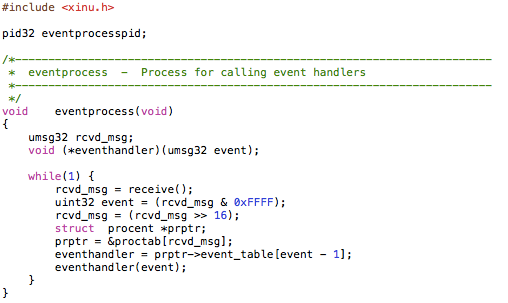 #include <xinu.h>
pid32 eventprocesspid;
/*------------------------------------------------------------------------
 *  eventprocess  -  Process for calling event handlers
 *------------------------------------------------------------------------
 */
void    eventprocess(void)
{
    umsg32 rcvd_msg;
    void (*eventhandler)(umsg32 event);
    while(1) {
        rcvd_msg = receive();
        uint32 event = (rcvd_msg & 0xFFFF);
        rcvd_msg = (rcvd_msg >> 16);
        struct  procent *prptr;
        prptr = &proctab[rcvd_msg];
        eventhandler = prptr->event_table[event - 1];
        eventhandler(event);
    }
}